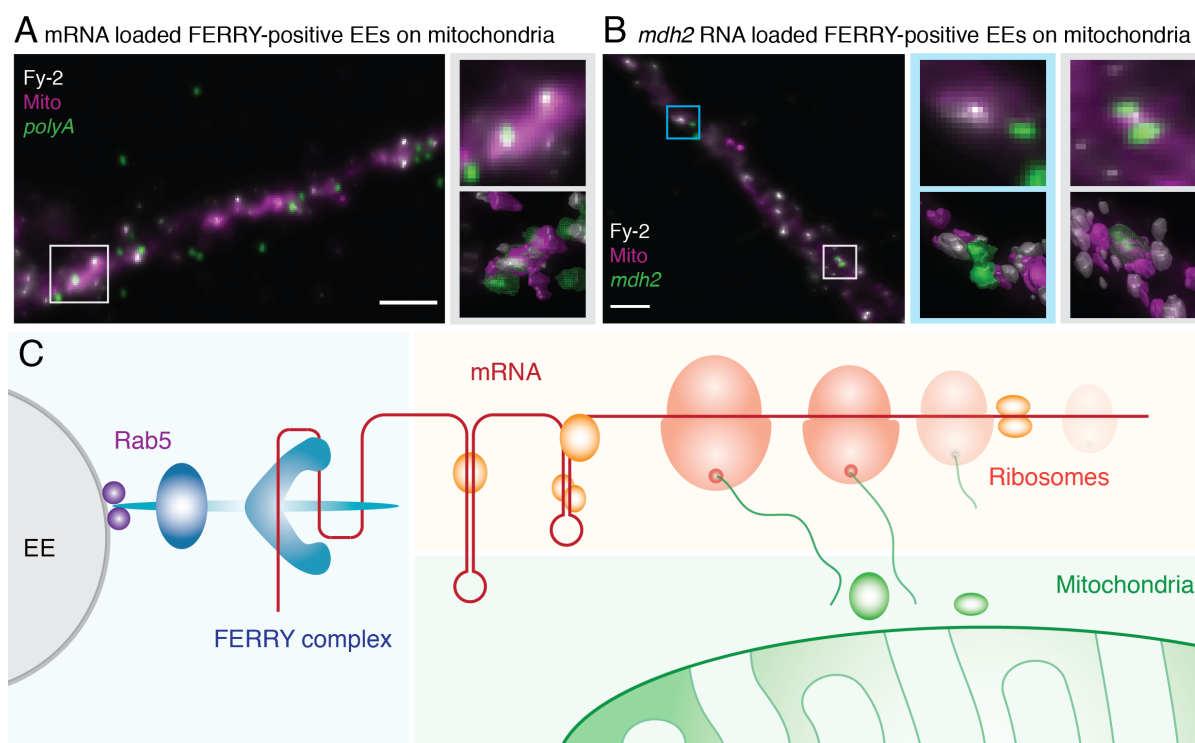 A mRNA loaded FERRY-positive EEs on mitochondria
Fy-2
Mito
polyA
B mdh2 RNA loaded FERRY-positive EEs on mitochondria
Fy-2
Mito
mdh2
C
Rab5
EE
FERRY complex
mRNA
Ribosomes
Mitochondria